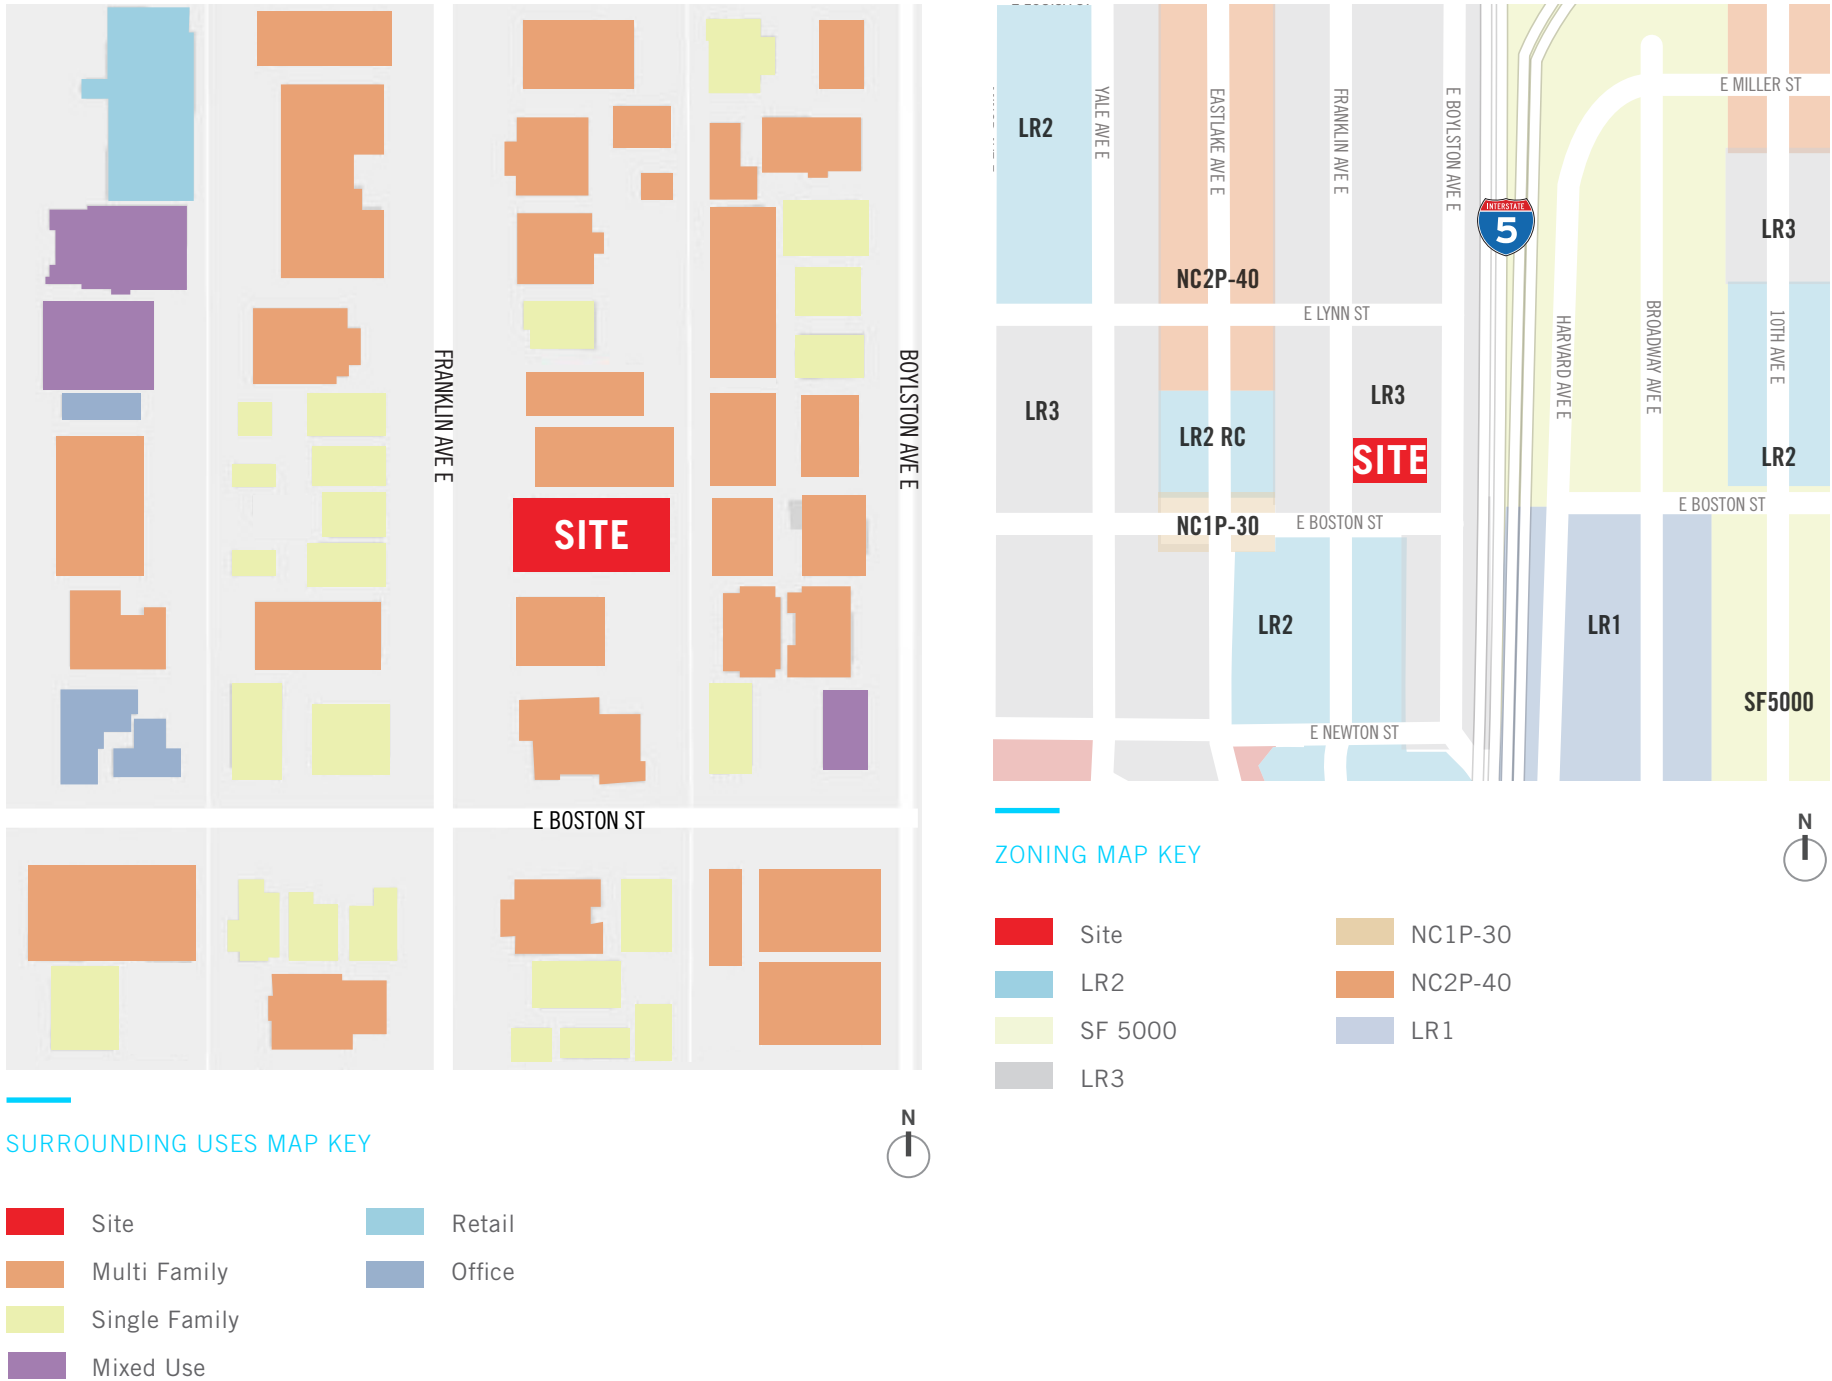 FRANKLIN AVE E
BOYLSTON AVE E
SITE
E BOSTON ST
SURROUNDING USES MAP KEY
N
Site
Multi Family
Single Family
Mixed Use
Retail
Office
LR2
YALE AVE E
EASTLAKE AVE E
FRANKLIN AVE E
E BOYLSTON AVE E
E MILLER ST
INTERSTATE
5
LR3
NC2P-40
E LYNN ST
HARVARD AVE E
BROADWAY AVE E
10TH AVE E
LR3
LR3
LR2 RC
SITE
LR2
NC1P-30
E BOSTON ST
E BOSTON ST
LR2
LR1
SF5000
E NEWTON ST
ZONING MAP KEY
N
Site
LR2
SF 5000
LR3
NC1P-30
NC2P-40
LR1